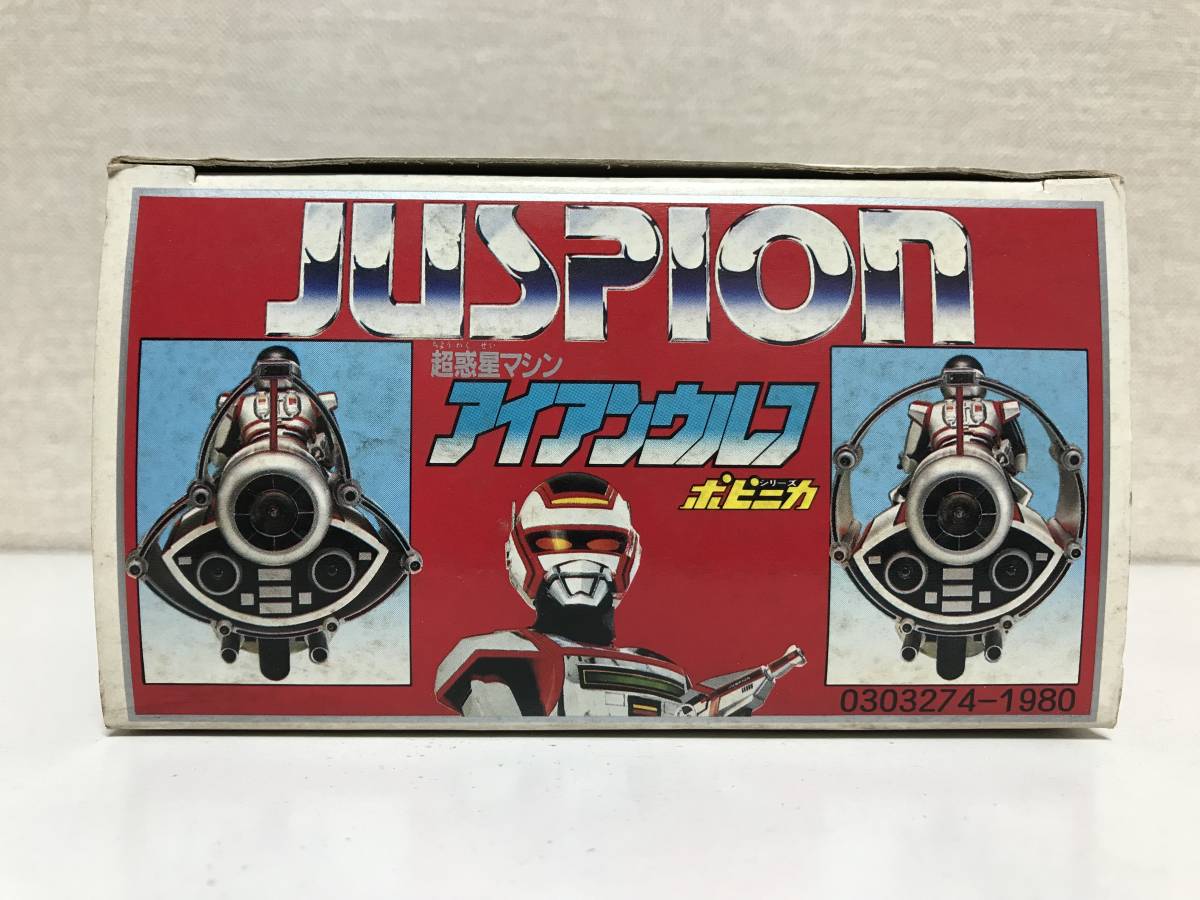 JUSPION
ちょうわくせい
超惑星マシン
アイアンウルフ
ポピニカ
シリーズ
0303274-1980